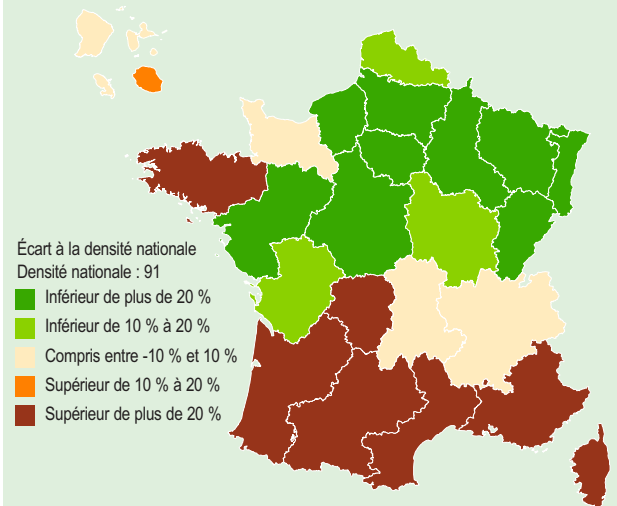 Écart à la densité nationale
Densité nationale : 91
Inférieur de plus de 20 %
Inférieur de 10 % à 20 %
Compris entre -10 % et 10 %
Supérieur de 10 % à 20 %
Supérieur de plus de 20 %